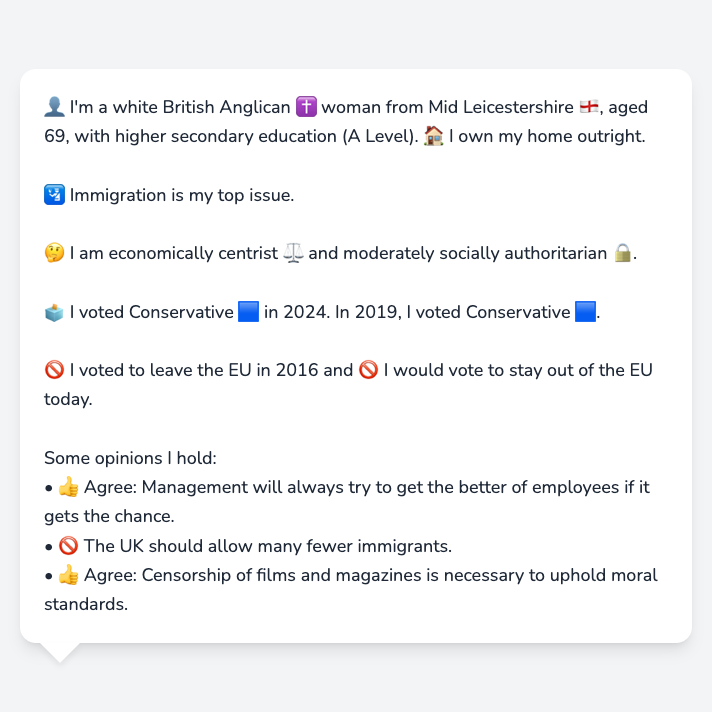 👤 I'm a white British Anglican ✝️ woman from Mid Leicestershire 🏴󠁧󠁢󠁥󠁮󠁧󠁿, aged
69, with higher secondary education (A Level). 🏠 I own my home outright.
🛂 Immigration is my top issue.
🤔 I am economically centrist ⚖️ and moderately socially authoritarian 🔒.
🗳️ I voted Conservative 🟦 in 2024. In 2019, I voted Conservative 🟦.
🚫 I voted to leave the EU in 2016 and 🚫 I would vote to stay out of the EU
today.
Some opinions I hold:
• 👍 Agree: Management will always try to get the better of employees if it
gets the chance.
• 🚫 The UK should allow many fewer immigrants.
• 👍 Agree: Censorship of films and magazines is necessary to uphold moral
standards.